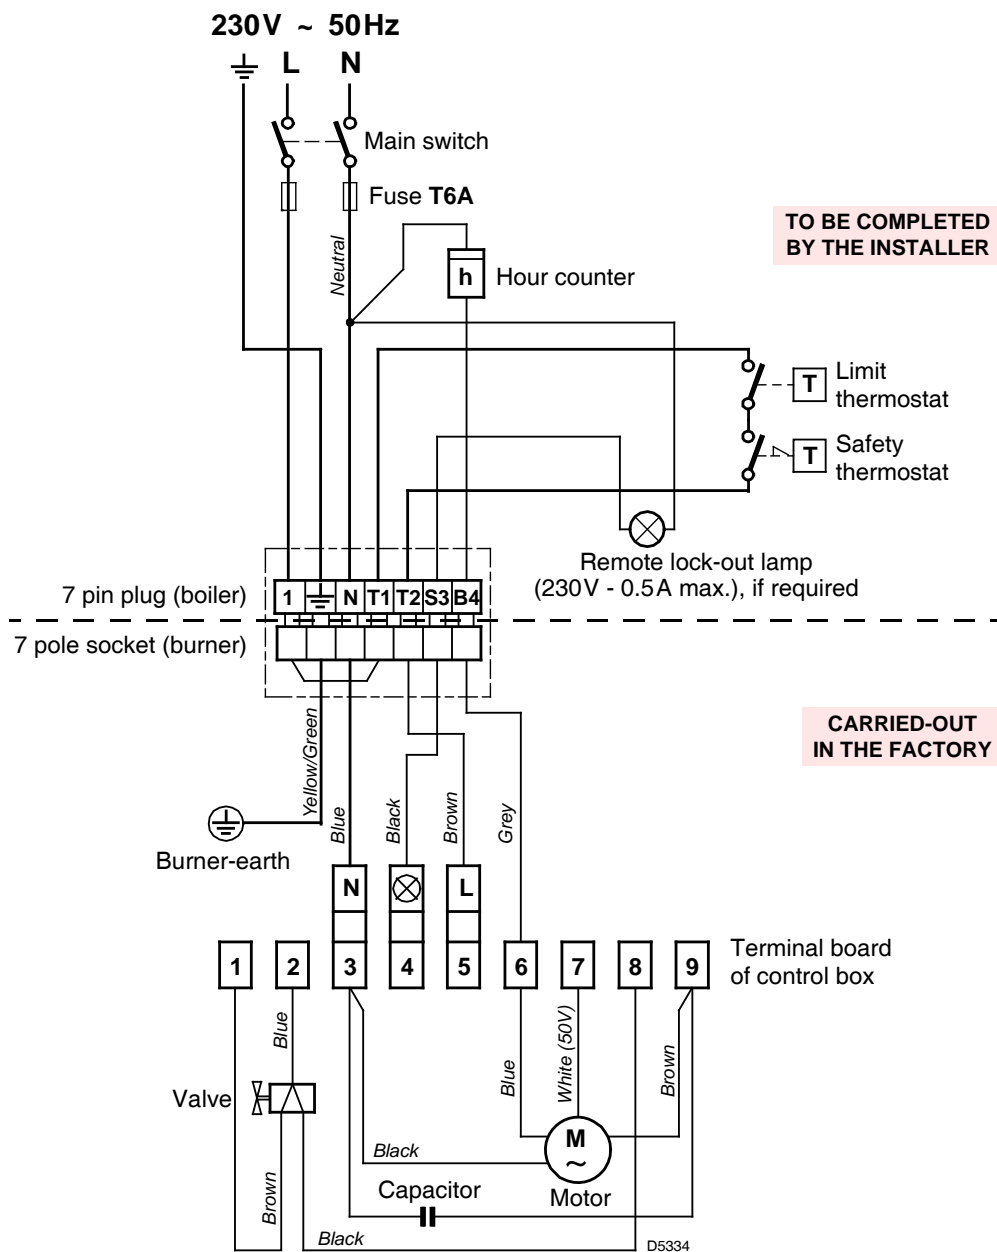 230V ~ 50Hz
L N
Main switch
Fuse T6A
TO BE COMPLETED
BY THE INSTALLER
Neutral
h
Hour counter
T
Limit
thermostat
T
Safety
thermostat
Remote lock-out lamp
(230V - 0.5A max.), if required
7 pin plug (boiler)
1 N T1 T2 S3 B4
7 pole socket (burner)
CARRIED-OUT
IN THE FACTORY
Yellow/Green
Blue
Black
Brown
Grey
Burner-earth
N L
1 2 3 4 5 6 7 8 9
Terminal board
of control box
Blue
Blue
White (50V)
Brown
Valve
M
~
Motor
Black
Capacitor
Brown
Black
D5334